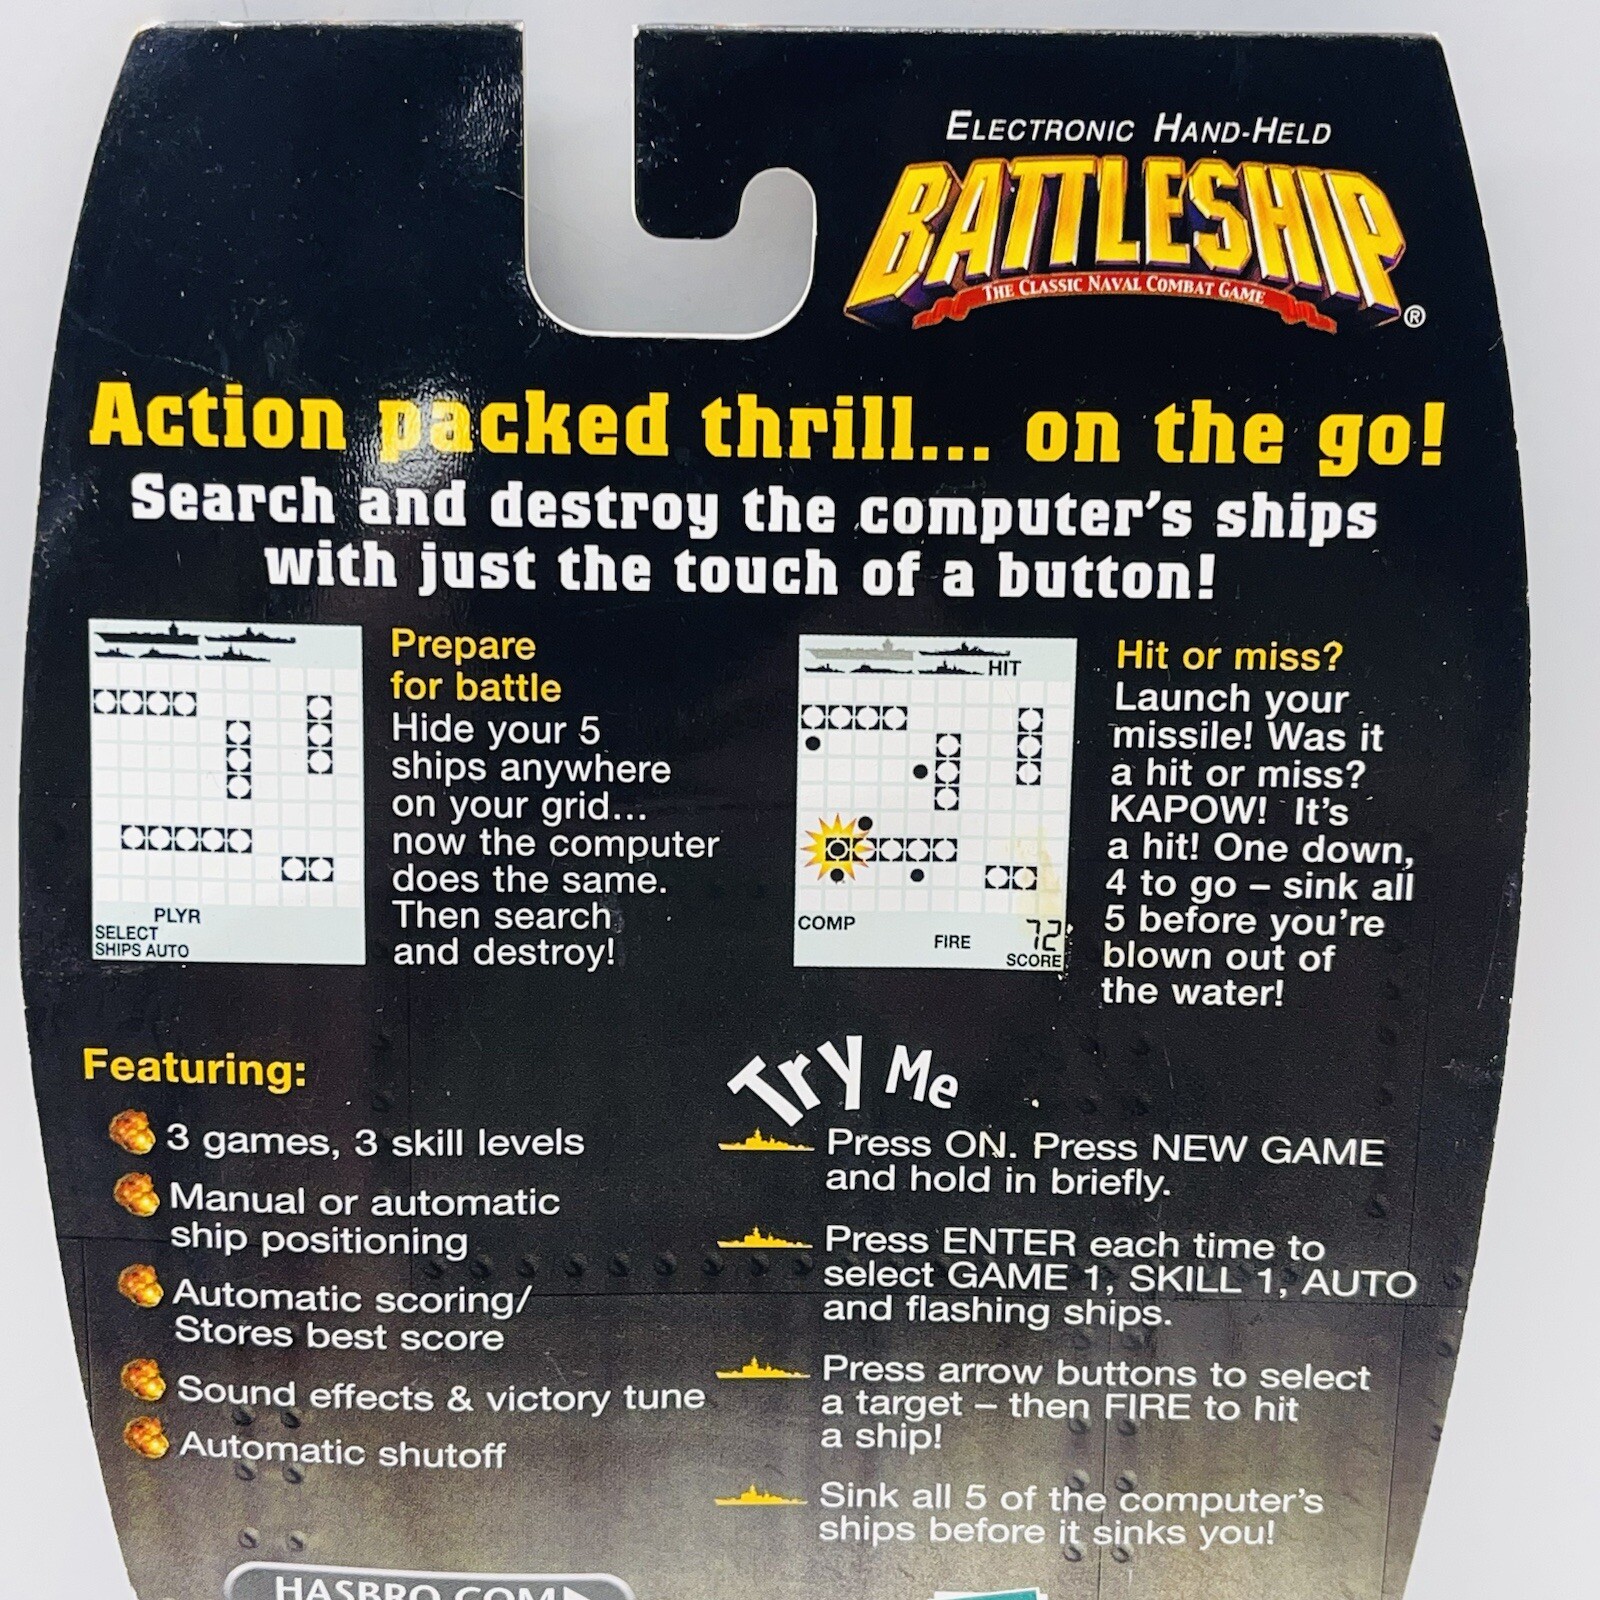 ELECTRONIC HAND-HELD
BATTLESHIP®
THE CLASSIC NAVAL COMBAT GAME
Action packed thrill... on the go!
Search and destroy the computer's ships
with just the touch of a button!
PLYR
SELECT
SHIPS AUTO
Prepare
for battle
Hide your 5
ships anywhere
on your grid...
now the computer
does the same.
Then search
and destroy!
HIT
COMP
FIRE
72
SCORE
Hit or miss?
Launch your
missile! Was it
a hit or miss?
KAPOW! It's
a hit! One down,
4 to go – sink all
5 before you're
blown out of
the water!
Featuring:
3 games, 3 skill levels
Manual or automatic
ship positioning
Automatic scoring/
Stores best score
Sound effects & victory tune
Automatic shutoff
Try Me
Press ON. Press NEW GAME
and hold in briefly.
Press ENTER each time to
select GAME 1, SKILL 1, AUTO
and flashing ships.
Press arrow buttons to select
a target – then FIRE to hit
a ship!
Sink all 5 of the computer's
ships before it sinks you!
HASBRO.COM